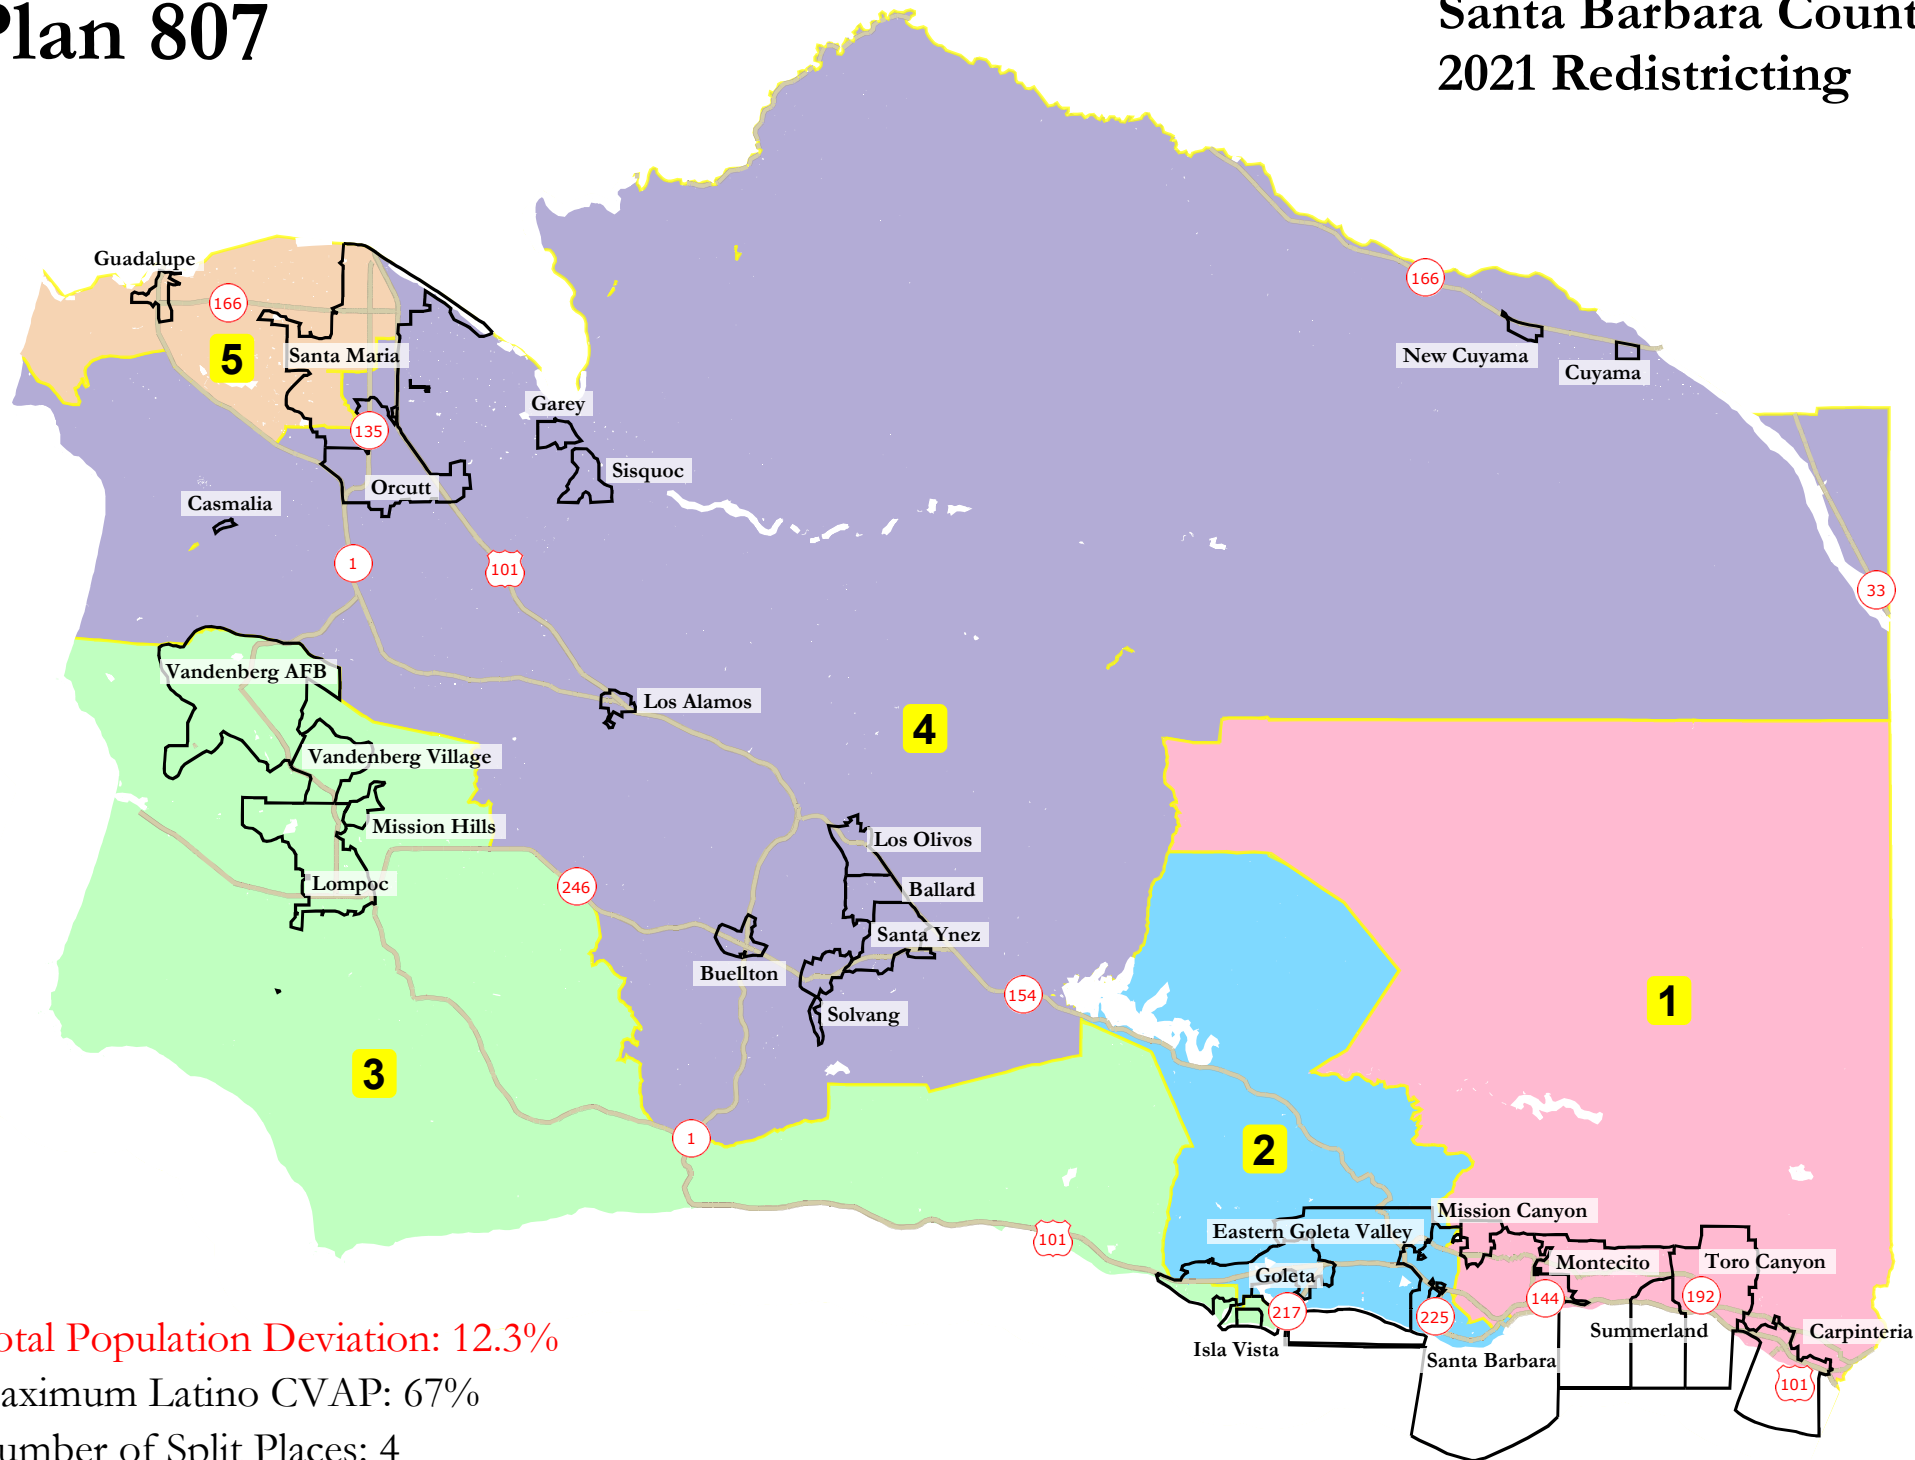 Plan 807
Santa Barbara Count
2021 Redistricting
Guadalupe
166
5
Santa Maria
135
Orcutt
Casmalia
1
101
Garey
Sisquoc
166
New Cuyama
Cuyama
33
Vandenberg AFB
Vandenberg Village
Mission Hills
Lompoc
Los Alamos
4
Los Olivos
Ballard
Santa Ynez
246
Buellton
Solvang
154
1
3
1
2
101
Mission Canyon
Eastern Goleta Valley
Goleta
217
Isla Vista
225
Santa Barbara
144
Montecito
Toro Canyon
192
Summerland
Carpinteria
101
otal Population Deviation: 12.3%
aximum Latino CVAP: 67%
umber of Split Places: 4